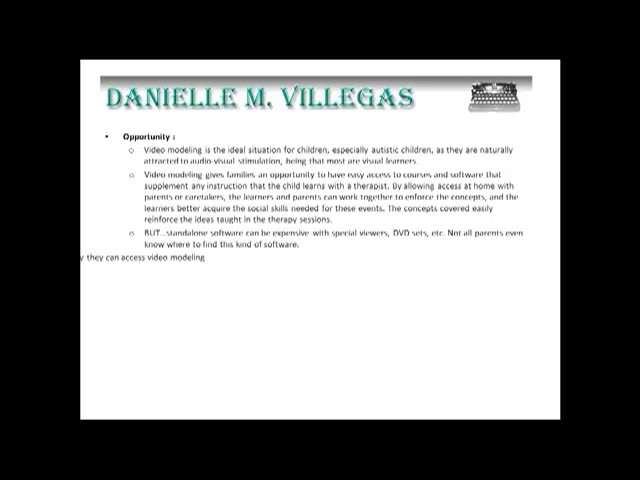 DANIELLE M. VILLEGAS
• Opportunity :
o Video modeling is the ideal situation for children, especially autistic children, as they are naturally
attracted to audio-visual stimulation, being that most are visual learners.
o Video modeling gives families an opportunity to have easy access to courses and software that
supplement any instruction that the child learns with a therapist. By allowing access at home with
parents or caretakers, the learners and parents can work together to enforce the concepts, and the
learners better acquire the social skills needed for these events. The concepts covered easily
reinforce the ideas taught in the therapy sessions.
o BUT...standalone software can be expensive with special viewers, DVD sets, etc. Not all parents even
know where to find this kind of software.
y they can access video modeling